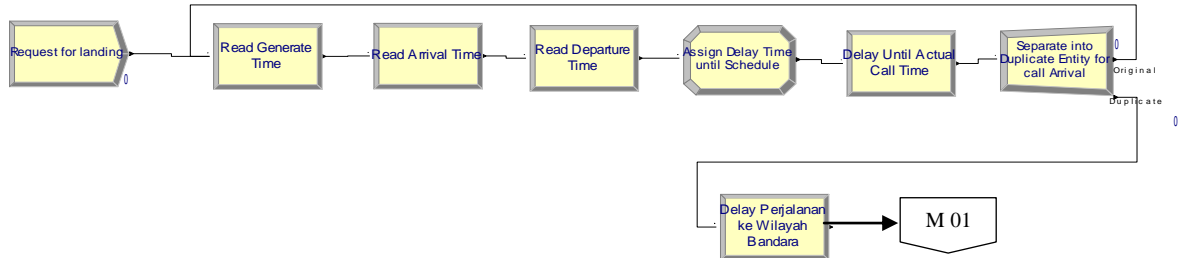 Request for landing
0
Read Generate
Time
Read Arrival Time
Read Departure
Time
Assign Delay Time
until Schedule
Delay Until Actual
Call Time
Separate into
Duplicate Entity for
call Arrival
0
Original
Duplicate
0
Delay Perjalanan
ke Wilayah
Bandara
M 01